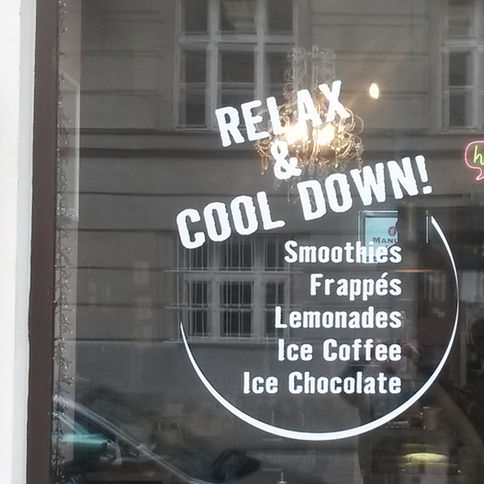 RELAX
&
COOL DOWN!
Smoothies
Frappés
Lemonades
Ice Coffee
Ice Chocolate